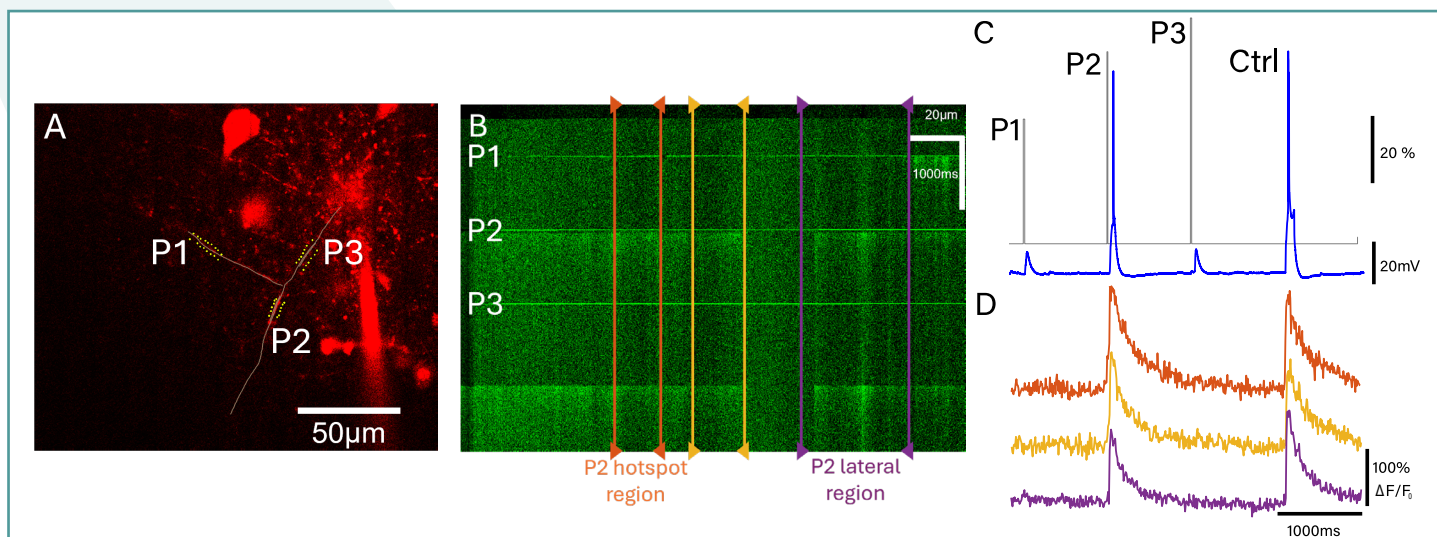 A
P1
P3
P2
50µm
B
P1
P2
P3
20µm
1000ms
P2 hotspot
region
P2 lateral
region
C
P1
P2
P3
Ctrl
20 %
20mV
D
100%
ΔF/F₀
1000ms